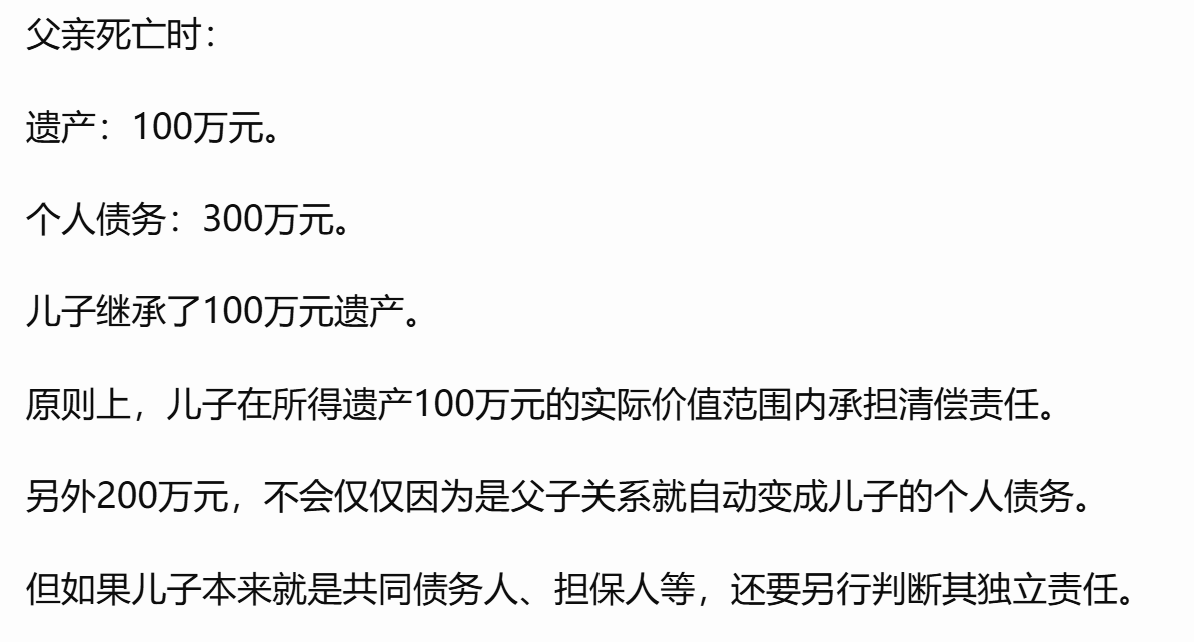 父亲死亡时：
遗产：100万元。
个人债务：300万元。
儿子继承了100万元遗产。
原则上，儿子在所得遗产100万元的实际价值范围内承担清偿责任。
另外200万元，不会仅仅因为是父子关系就自动变成儿子的个人债务。
但如果儿子本来就是共同债务人、担保人等，还要另行判断其独立责任。